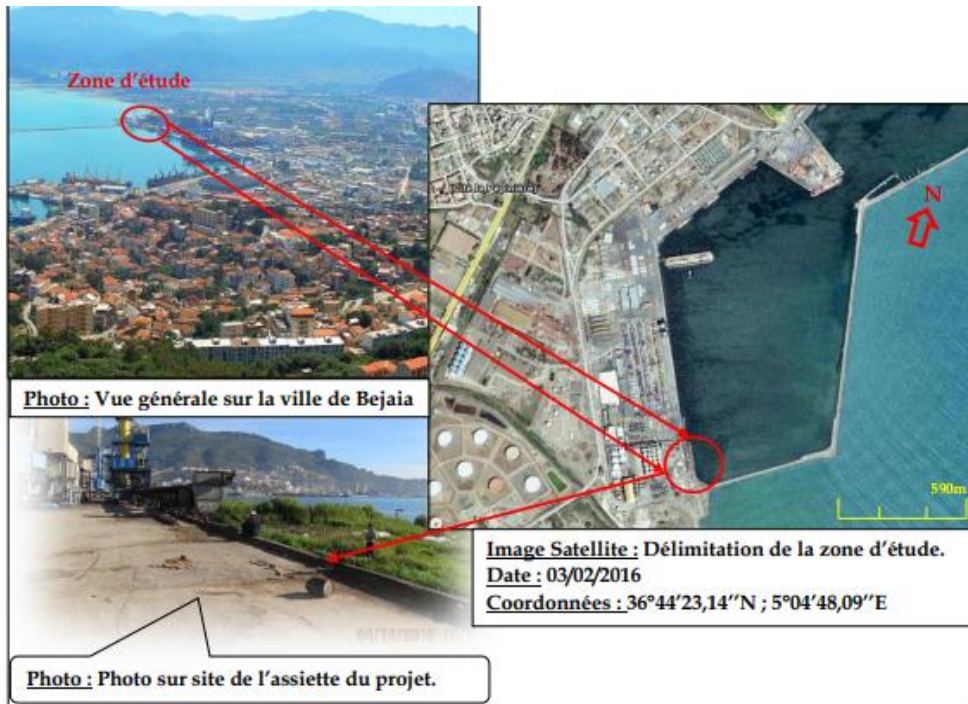 Zone d’étude
N
590m
Photo : Vue générale sur la ville de Bejaia
Image Satellite : Délimitation de la zone d’étude.
Date : 03/02/2016
Coordonnées : 36°44’23,14’’N ; 5°04’48,09’’E
Photo : Photo sur site de l’assiette du projet.